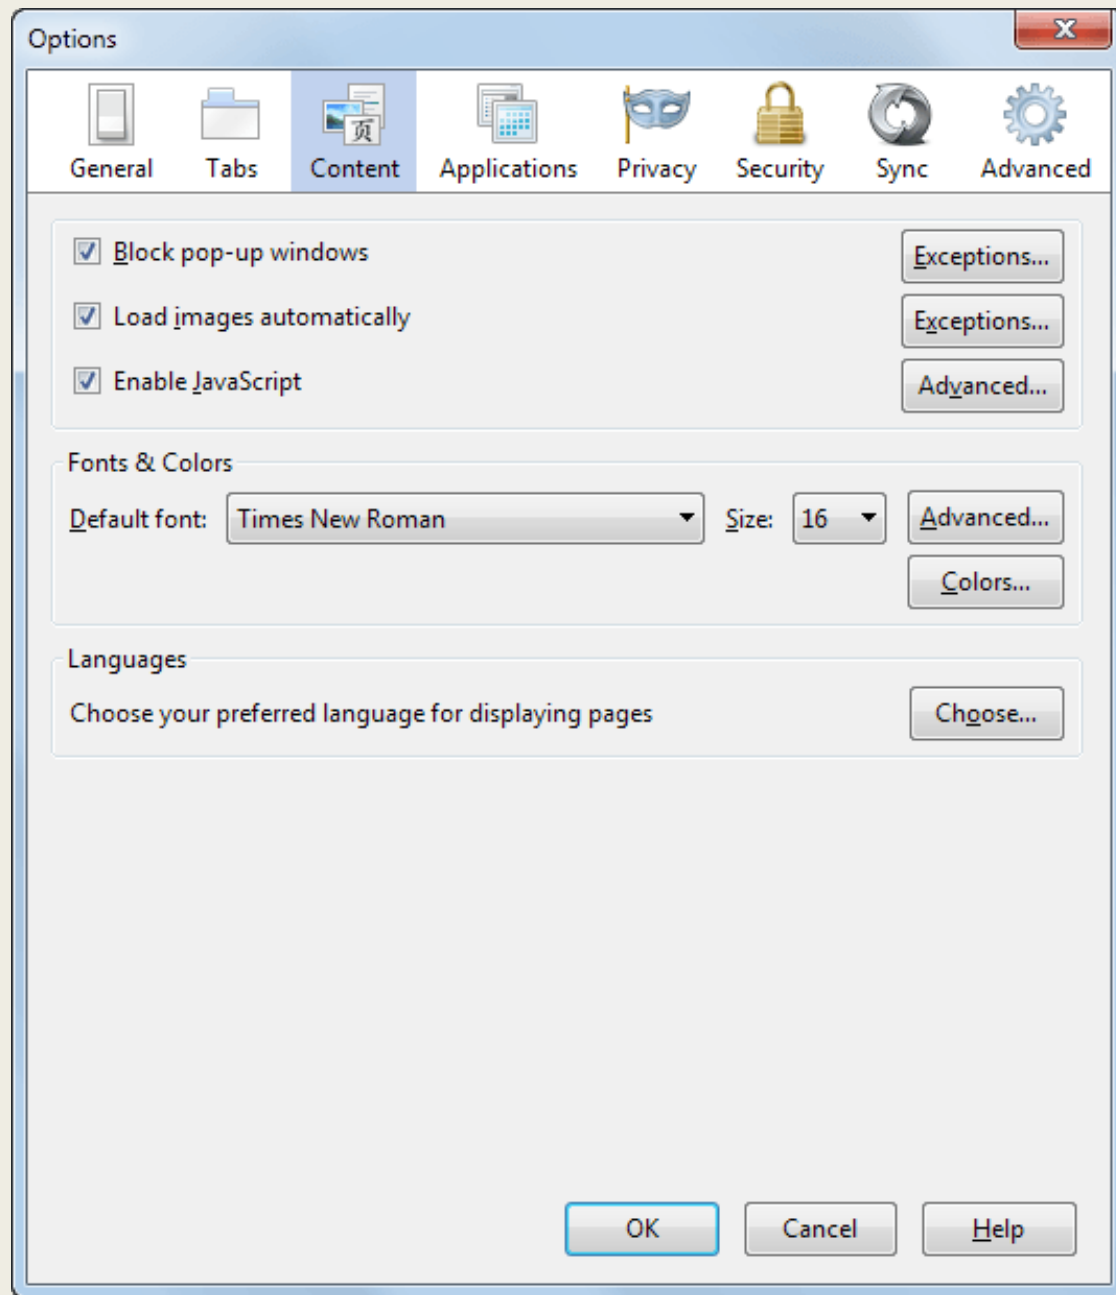 Options
General Tabs Content Applications Privacy Security Sync Advanced
页
Block pop-up windows Exceptions...
Load images automatically Exceptions...
Enable JavaScript Advanced...
Fonts & Colors
Default font: Times New Roman Size: 16 Advanced...
Colors...
Languages
Choose your preferred language for displaying pages Choose...
OK Cancel Help